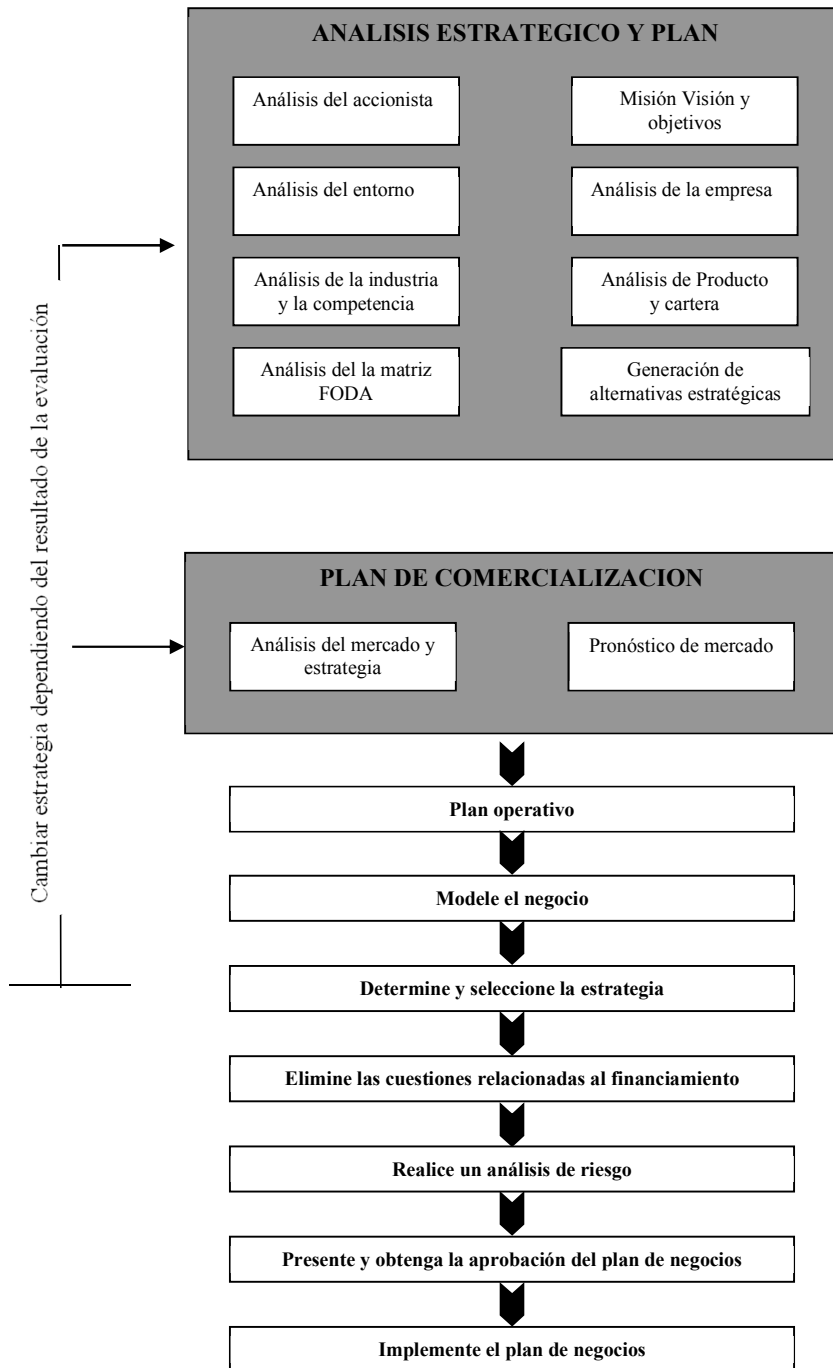 ANALISIS ESTRATEGICO Y PLAN
Análisis del accionista
Misión Visión y
objetivos
Análisis del entorno
Análisis de la empresa
Análisis de la industria
y la competencia
Análisis de Producto
y cartera
Análisis del la matriz
FODA
Generación de
alternativas estratégicas
Cambiar estrategia dependiendo del resultado de la evaluación
PLAN DE COMERCIALIZACION
Análisis del mercado y
estrategia
Pronóstico de mercado
Plan operativo
Modele el negocio
Determine y seleccione la estrategia
Elimine las cuestiones relacionadas al financiamiento
Realice un análisis de riesgo
Presente y obtenga la aprobación del plan de negocios
Implemente el plan de negocios